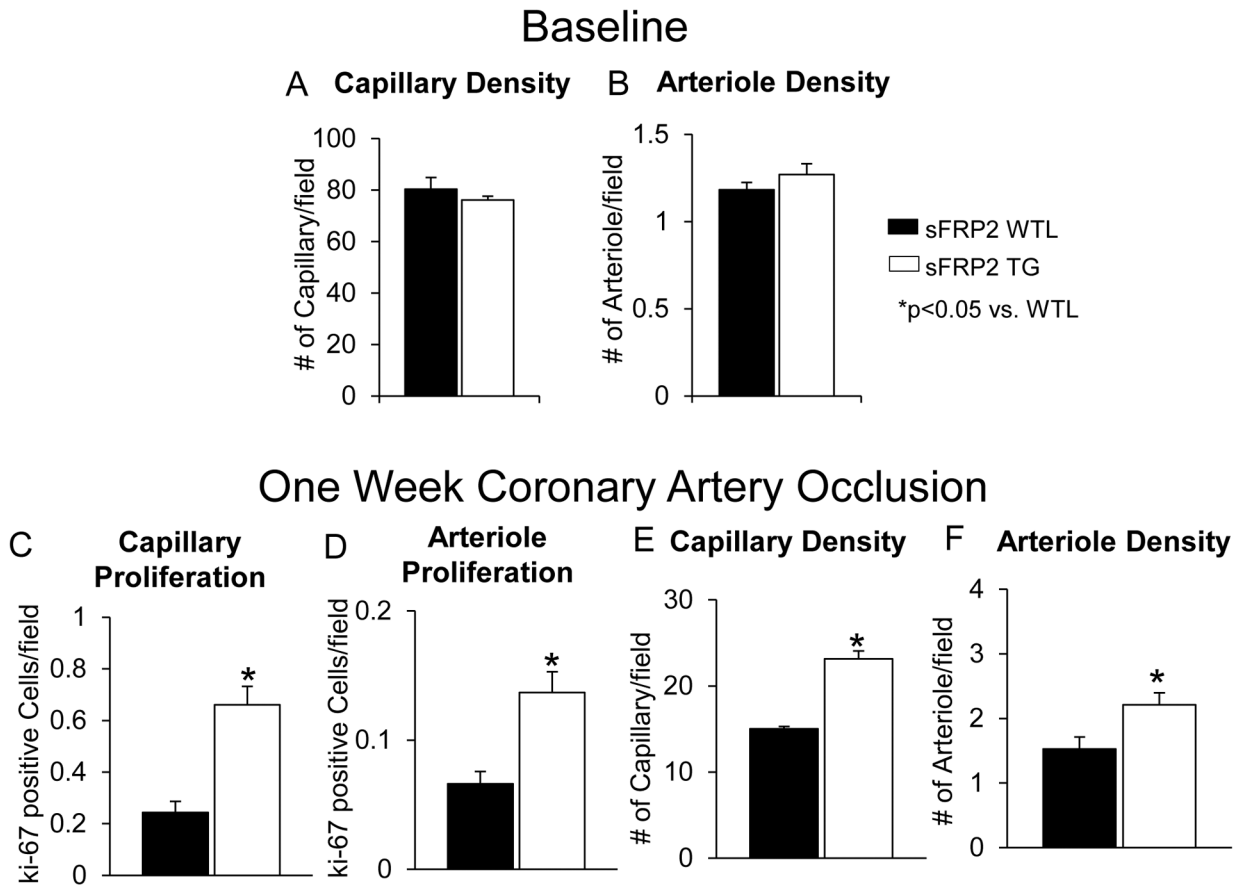 Baseline
A Capillary Density
# of Capillary/field
100
80
60
40
20
0
B Arteriole Density
# of Arteriole/field
1.5
1
0.5
0
sFRP2 WTL
sFRP2 TG
*p<0.05 vs. WTL
One Week Coronary Artery Occlusion
C Capillary
Proliferation
ki-67 positive Cells/field
1
0.8
0.6
0.4
0.2
0
*
D Arteriole
Proliferation
ki-67 positive Cells/field
0.2
0.1
0
*
E Capillary Density
# of Capillary/field
30
20
10
0
*
F Arteriole Density
# of Arteriole/field
4
3
2
1
0
*